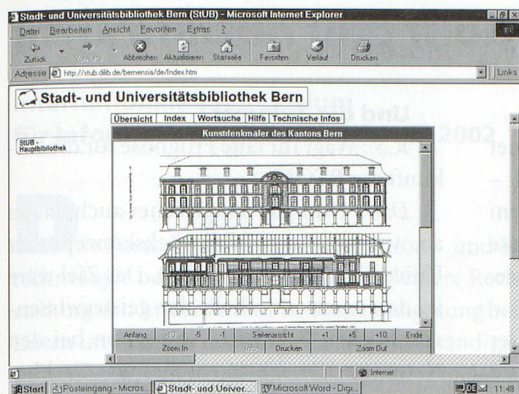 Stadt- und Universitätsbibliothek Bern (StUB) - Microsoft Internet Explorer
Datei Bearbeiten Ansicht Favoriten Extras ?
Zurück Abbrechen Aktualisieren Startseite Favoriten Verlauf Drucken
Adresse http://stub.dilib.de/bernensia/de/Index.htm Links
Stadt- und Universitätsbibliothek Bern
Übersicht Index Wortsuche Hilfe Technische Infos
StUB - Hauptbibliothek
Kunstdenkmäler des Kantons Bern
Anfang -10 -5 -1 Seitenansicht +1 +5 +10 Ende
Zoom In Drucken Zoom Out
Internet
Start Posteingang - Micros... Stadt- und Univer... Microsoft Word - Digi... DE 11:48